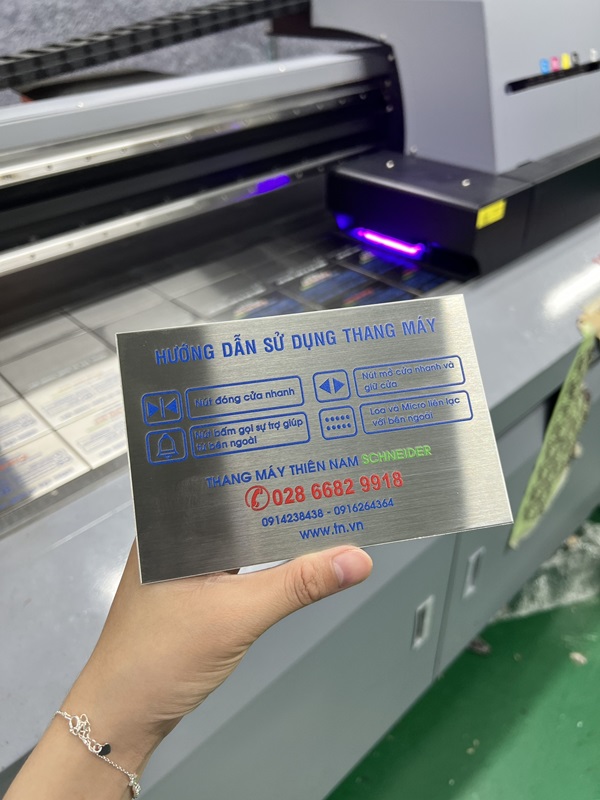 HƯỚNG DẪN SỬ DỤNG THANG MÁY
Nút đóng cửa nhanh
Nút mở cửa nhanh và
giữ cửa
bấm gọi sự trợ giúp
từ bên ngoài
Loa và Micro liên lạc
với bên ngoài
THANG MÁY THIÊN NAM SCHNEIDER
028 6682 9918
0914238438 - 0916264364
www.tn.vn